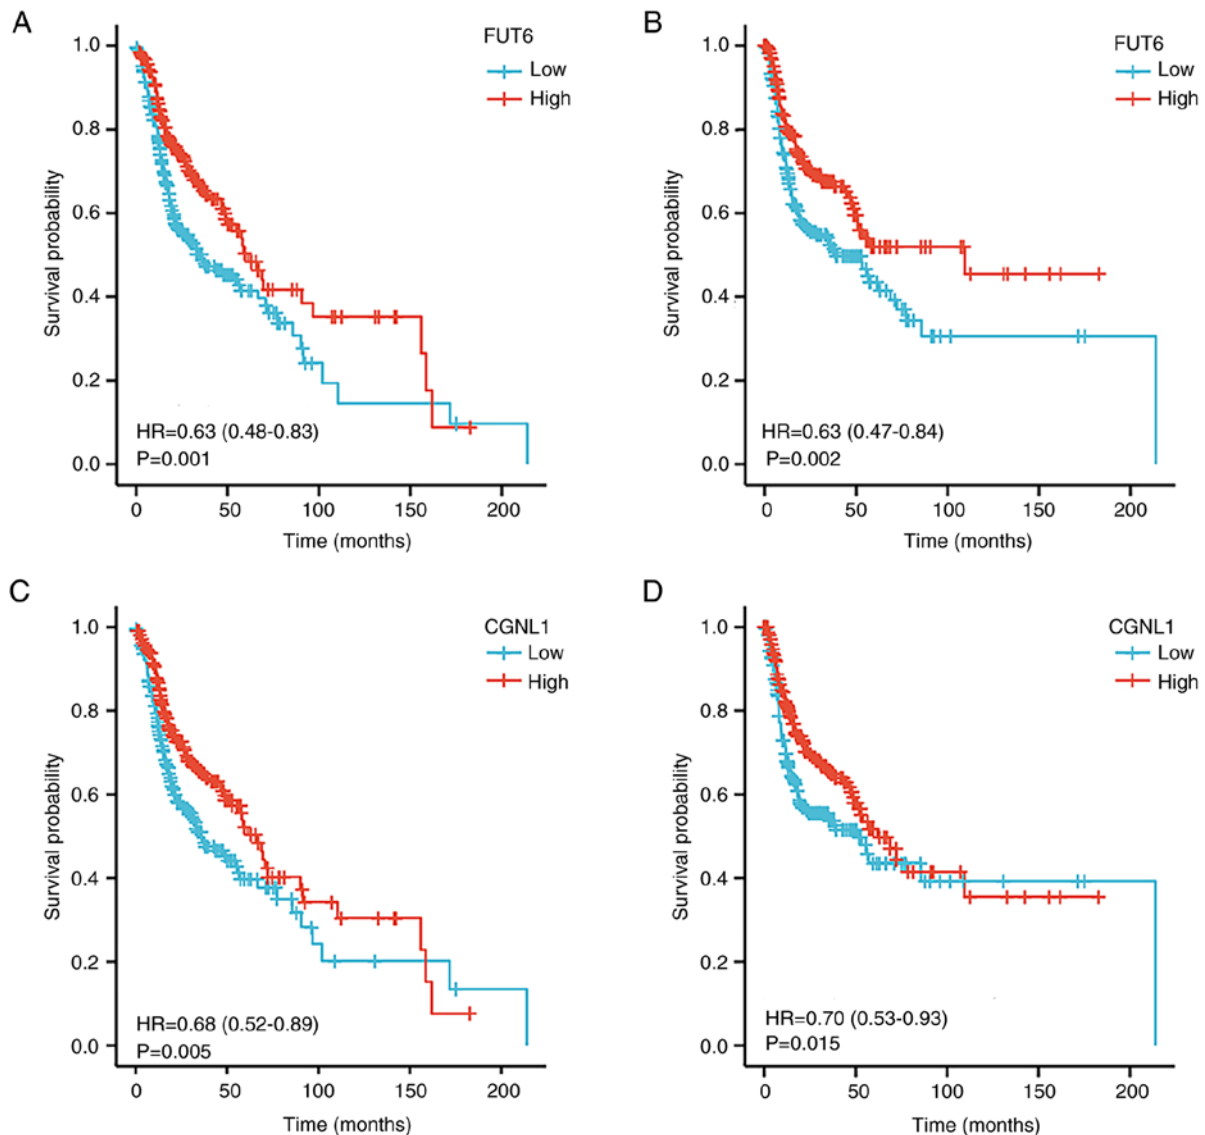 A
FUT6
Low
High
1.0
0.8
0.6
0.4
0.2
0.0
Survival probability
HR=0.63 (0.48-0.83)
P=0.001
0 50 100 150 200
Time (months)
B
FUT6
Low
High
1.0
0.8
0.6
0.4
0.2
0.0
Survival probability
HR=0.63 (0.47-0.84)
P=0.002
0 50 100 150 200
Time (months)
C
CGNL1
Low
High
1.0
0.8
0.6
0.4
0.2
0.0
Survival probability
HR=0.68 (0.52-0.89)
P=0.005
0 50 100 150 200
Time (months)
D
CGNL1
Low
High
1.0
0.8
0.6
0.4
0.2
0.0
Survival probability
HR=0.70 (0.53-0.93)
P=0.015
0 50 100 150 200
Time (months)